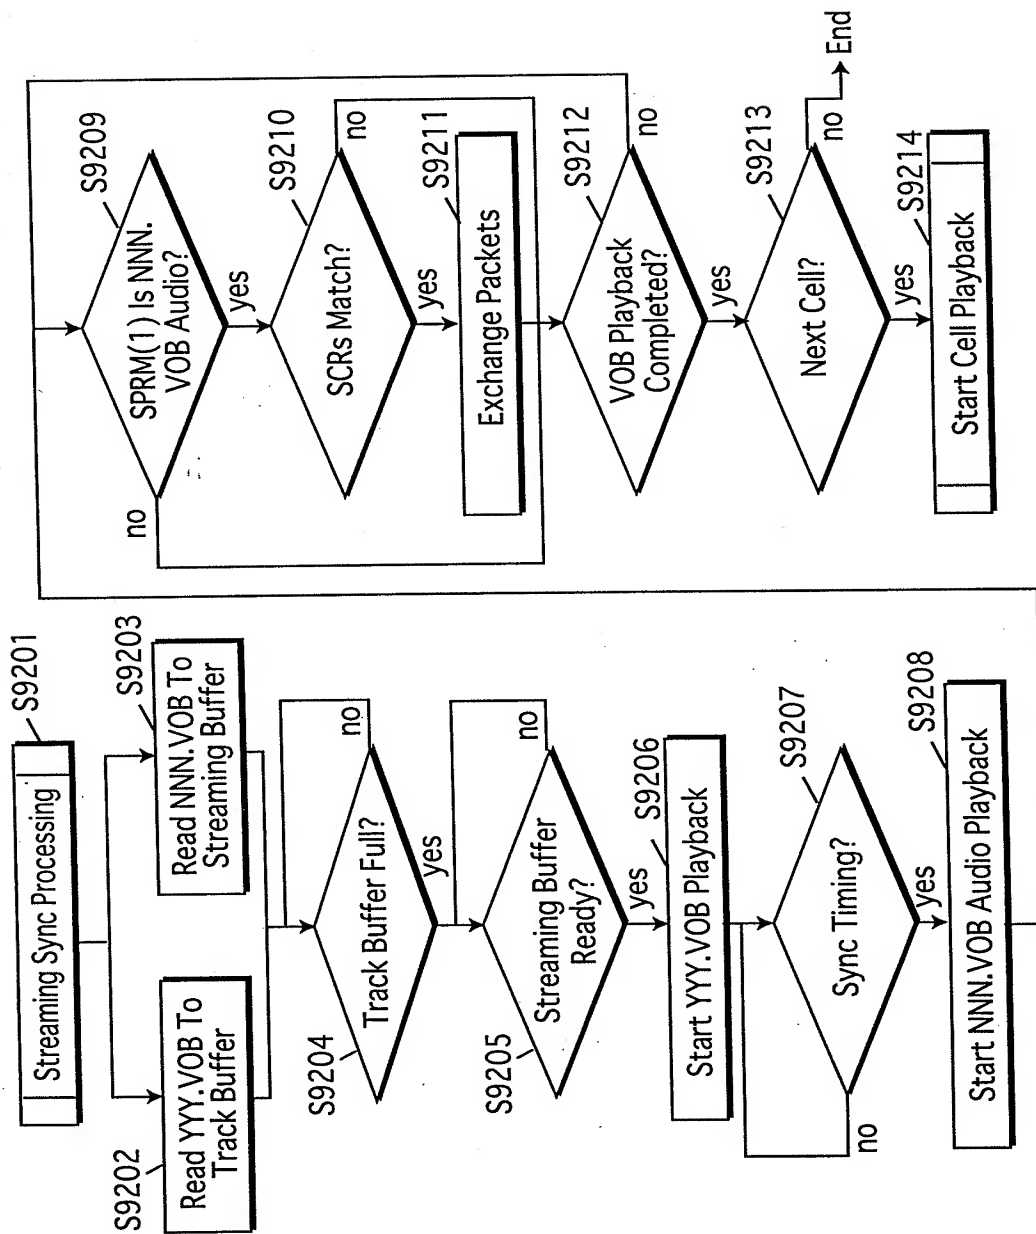 Streaming Sync Processing
S9201
S9202
Read YYY.VOB To
Track Buffer
S9203
Read NNN.VOB To
Streaming Buffer
S9204
Track Buffer Full?
no
yes
S9205
Streaming Buffer
Ready?
no
yes
S9206
Start YYY.VOB Playback
S9207
Sync Timing?
no
yes
S9208
Start NNN.VOB Audio Playback
S9209
SPRM(1) Is NNN.
VOB Audio?
no
yes
S9210
SCRs Match?
no
yes
S9211
Exchange Packets
S9212
VOB Playback
Completed?
no
yes
S9213
Next Cell?
no
End
yes
S9214
Start Cell Playback